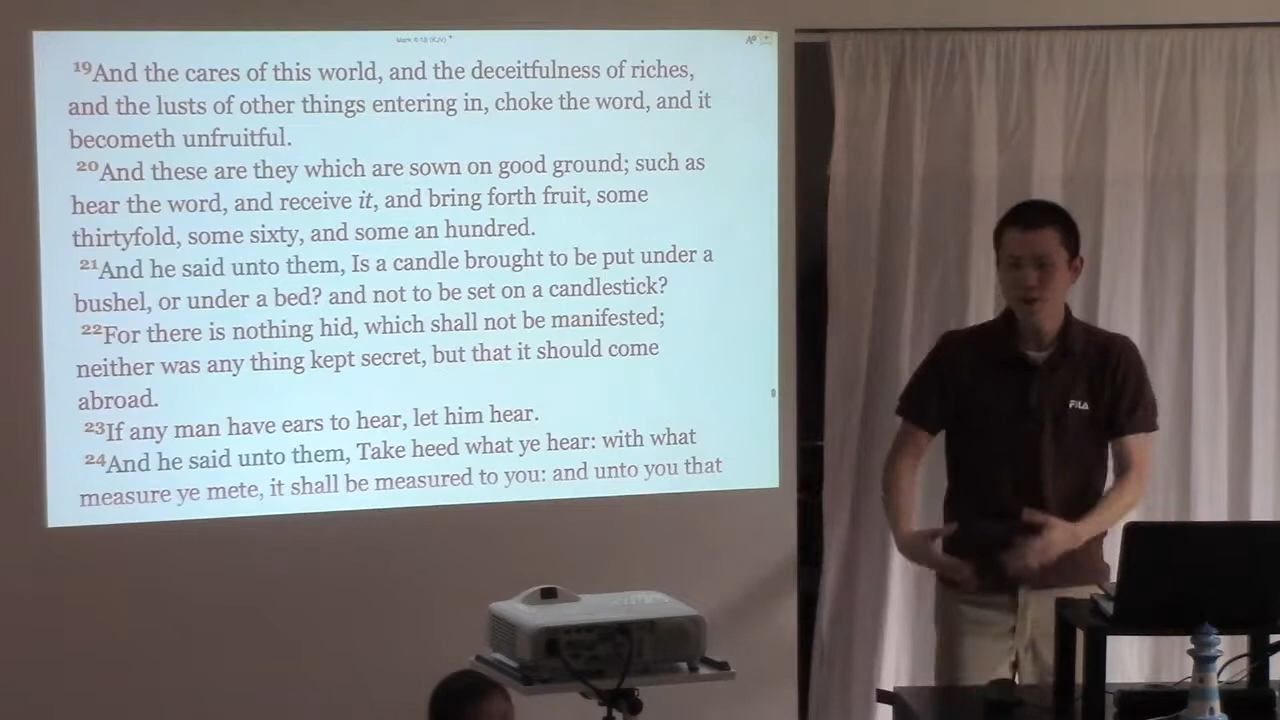 Mark 4:18 (KJV)
19And the cares of this world, and the deceitfulness of riches,
and the lusts of other things entering in, choke the word, and it
becometh unfruitful.
20And these are they which are sown on good ground; such as
hear the word, and receive it, and bring forth fruit, some
thirtyfold, some sixty, and some an hundred.
21And he said unto them, Is a candle brought to be put under a
bushel, or under a bed? and not to be set on a candlestick?
22For there is nothing hid, which shall not be manifested;
neither was any thing kept secret, but that it should come
abroad.
23If any man have ears to hear, let him hear.
24And he said unto them, Take heed what ye hear: with what
measure ye mete, it shall be measured to you: and unto you that
FILA